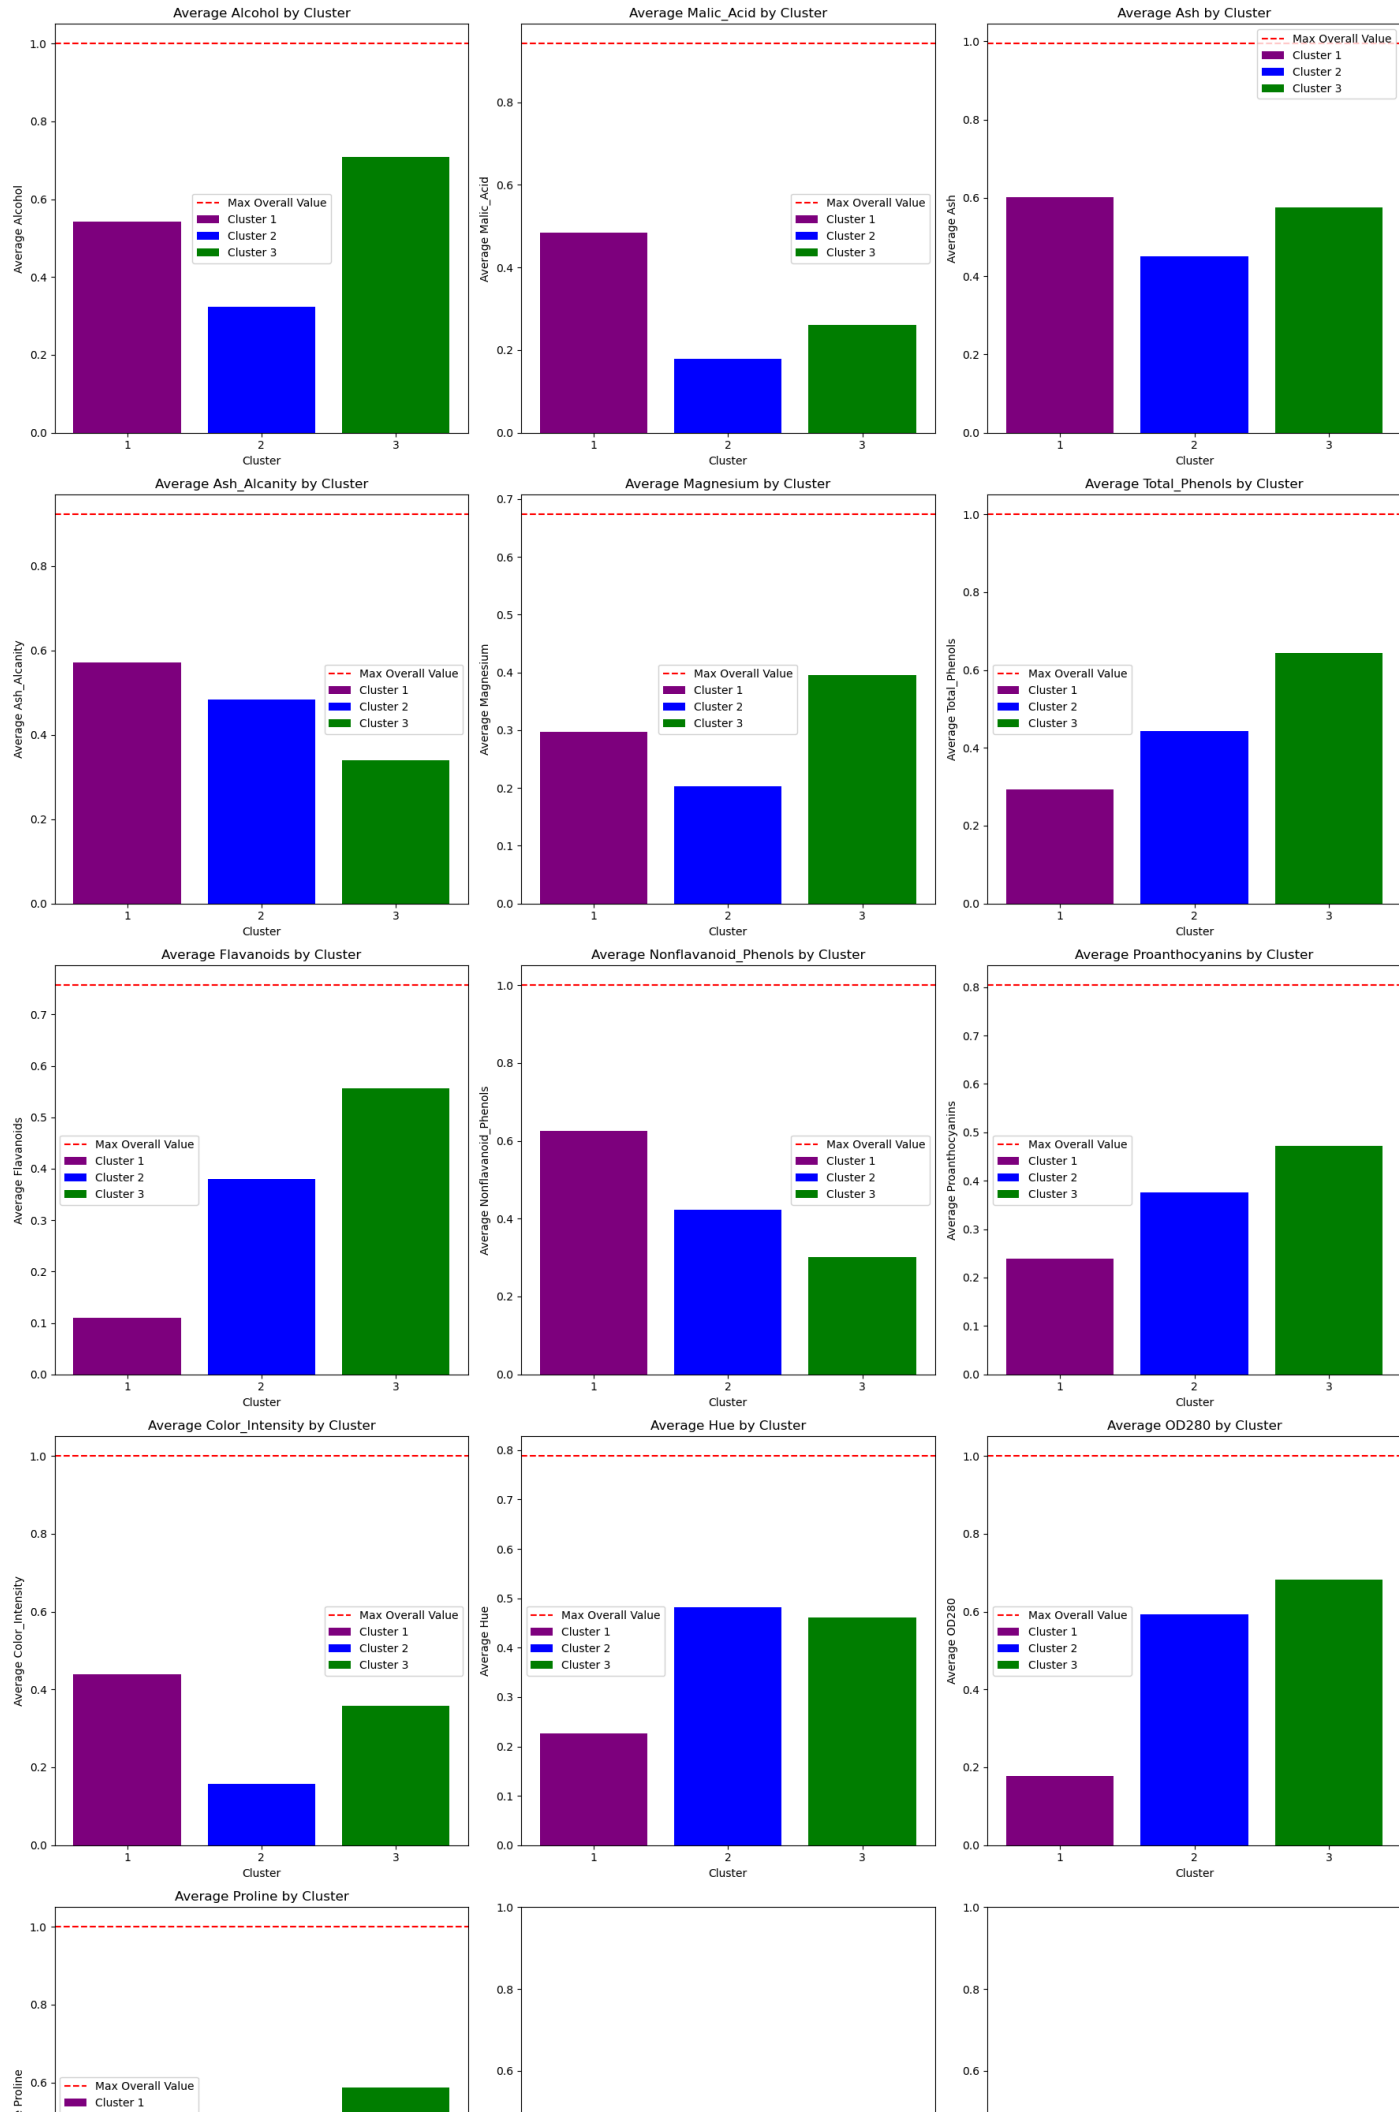 Average Alcohol by Cluster
Average Alcohol
1.0
0.8
0.6
0.4
0.2
0.0
Max Overall Value
Cluster 1
Cluster 2
Cluster 3
1 2 3
Cluster
Average Malic_Acid by Cluster
Average Malic_Acid
0.8
0.6
0.4
0.2
0.0
Max Overall Value
Cluster 1
Cluster 2
Cluster 3
1 2 3
Cluster
Average Ash by Cluster
Average Ash
1.0
0.8
0.6
0.4
0.2
0.0
Max Overall Value
Cluster 1
Cluster 2
Cluster 3
1 2 3
Cluster
Average Ash_Alcanity by Cluster
Average Ash_Alcanity
0.8
0.6
0.4
0.2
0.0
Max Overall Value
Cluster 1
Cluster 2
Cluster 3
1 2 3
Cluster
Average Magnesium by Cluster
Average Magnesium
0.7
0.6
0.5
0.4
0.3
0.2
0.1
0.0
Max Overall Value
Cluster 1
Cluster 2
Cluster 3
1 2 3
Cluster
Average Total_Phenols by Cluster
Average Total_Phenols
1.0
0.8
0.6
0.4
0.2
0.0
Max Overall Value
Cluster 1
Cluster 2
Cluster 3
1 2 3
Cluster
Average Flavanoids by Cluster
Average Flavanoids
0.7
0.6
0.5
0.4
0.3
0.2
0.1
0.0
Max Overall Value
Cluster 1
Cluster 2
Cluster 3
1 2 3
Cluster
Average Nonflavanoid_Phenols by Cluster
Average Nonflavanoid_Phenols
1.0
0.8
0.6
0.4
0.2
0.0
Max Overall Value
Cluster 1
Cluster 2
Cluster 3
1 2 3
Cluster
Average Proanthocyanins by Cluster
Average Proanthocyanins
0.8
0.7
0.6
0.5
0.4
0.3
0.2
0.1
0.0
Max Overall Value
Cluster 1
Cluster 2
Cluster 3
1 2 3
Cluster
Average Color_Intensity by Cluster
Average Color_Intensity
1.0
0.8
0.6
0.4
0.2
0.0
Max Overall Value
Cluster 1
Cluster 2
Cluster 3
1 2 3
Cluster
Average Hue by Cluster
Average Hue
0.8
0.7
0.6
0.5
0.4
0.3
0.2
0.1
0.0
Max Overall Value
Cluster 1
Cluster 2
Cluster 3
1 2 3
Cluster
Average OD280 by Cluster
Average OD280
1.0
0.8
0.6
0.4
0.2
0.0
Max Overall Value
Cluster 1
Cluster 2
Cluster 3
1 2 3
Cluster
Average Proline by Cluster
Proline
1.0
0.8
0.6
Max Overall Value
Cluster 1
1.0
0.8
0.6
1.0
0.8
0.6